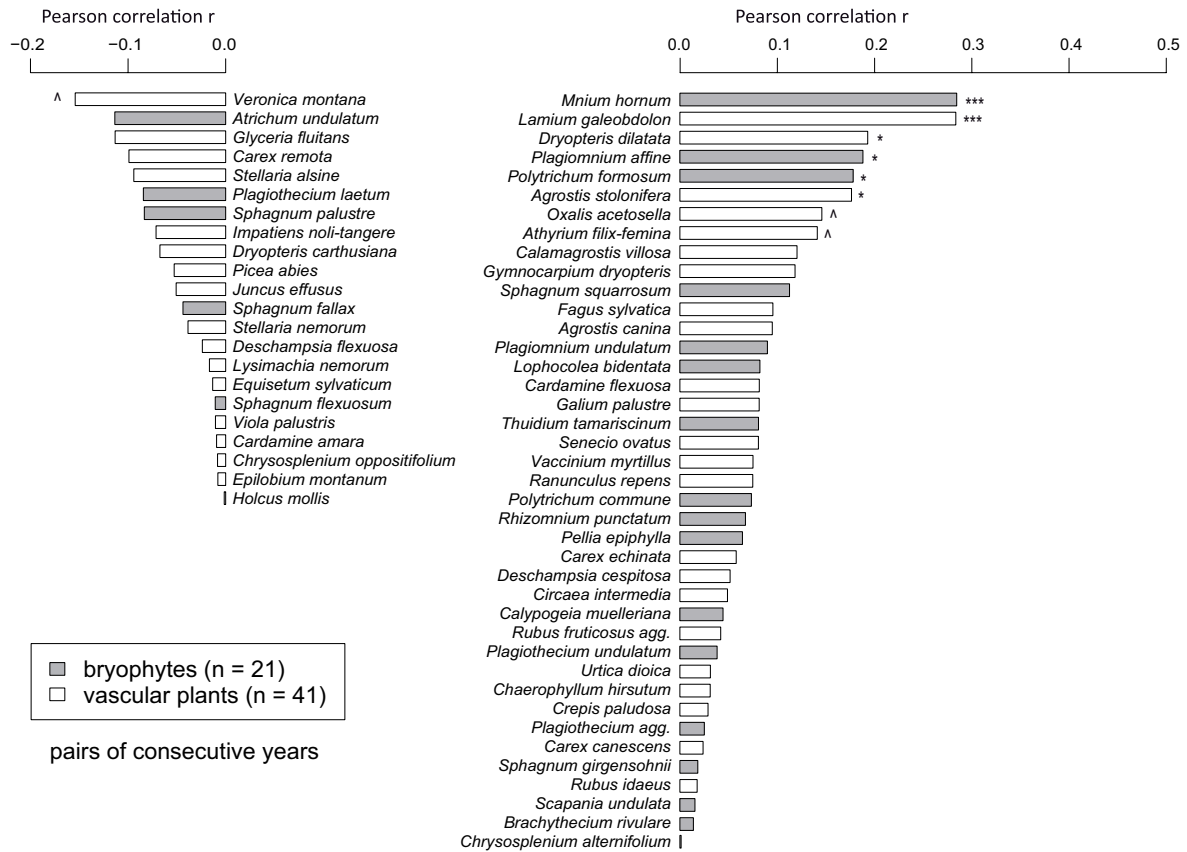 Pearson correlation r
−0.2 −0.1 0.0
^ Veronica montana
Atrichum undulatum
Glyceria fluitans
Carex remota
Stellaria alsine
Plagiothecium laetum
Sphagnum palustre
Impatiens noli-tangere
Dryopteris carthusiana
Picea abies
Juncus effusus
Sphagnum fallax
Stellaria nemorum
Deschampsia flexuosa
Lysimachia nemorum
Equisetum sylvaticum
Sphagnum flexuosum
Viola palustris
Cardamine amara
Chrysosplenium oppositifolium
Epilobium montanum
Holcus mollis
bryophytes (n = 21)
vascular plants (n = 41)
pairs of consecutive years
Pearson correlation r
0.0 0.1 0.2 0.3 0.4 0.5
Mnium hornum ***
Lamium galeobdolon ***
Dryopteris dilatata *
Plagiomnium affine *
Polytrichum formosum *
Agrostis stolonifera *
Oxalis acetosella ^
Athyrium filix-femina ^
Calamagrostis villosa
Gymnocarpium dryopteris
Sphagnum squarrosum
Fagus sylvatica
Agrostis canina
Plagiomnium undulatum
Lophocolea bidentata
Cardamine flexuosa
Galium palustre
Thuidium tamariscinum
Senecio ovatus
Vaccinium myrtillus
Ranunculus repens
Polytrichum commune
Rhizomnium punctatum
Pellia epiphylla
Carex echinata
Deschampsia cespitosa
Circaea intermedia
Calypogeia muelleriana
Rubus fruticosus agg.
Plagiothecium undulatum
Urtica dioica
Chaerophyllum hirsutum
Crepis paludosa
Plagiothecium agg.
Carex canescens
Sphagnum girgensohnii
Rubus idaeus
Scapania undulata
Brachythecium rivulare
Chrysosplenium alternifolium